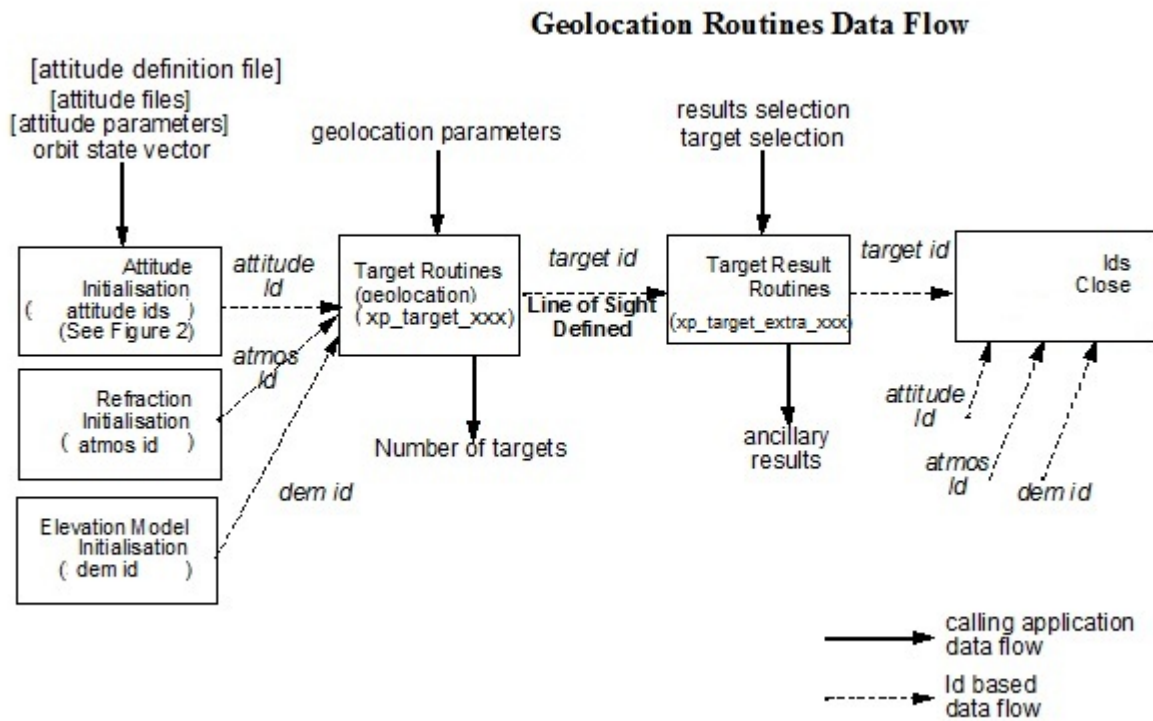 Geolocation Routines Data Flow
[attitude definition file]
[attitude files]
[attitude parameters]
orbit state vector
geolocation parameters
results selection
target selection
Attitude
Initialisation
( attitude ids )
(See Figure 2)
attitude
Id
Target Routines
(geolocation)
( xp_target_xxx)
target id
Line of Sight
Defined
Target Result
Routines
(xp_target_extra_xxx)
target id
Ids
Close
atmos
Id
Refraction
Initialisation
( atmos id )
Number of targets
ancillary
results
attitude
Id
atmos
Id
dem id
dem id
Elevation Model
Initialisation
( dem id )
calling application
data flow
Id based
data flow